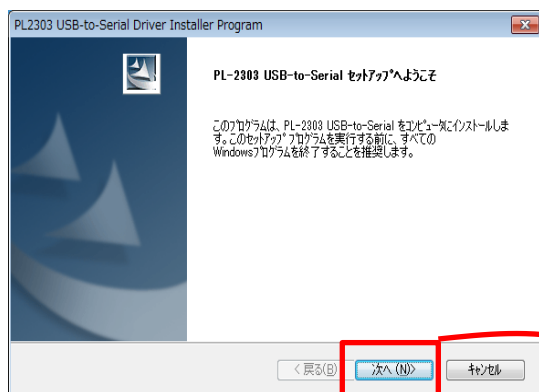 PL2303 USB-to-Serial Driver Installer Program
PL-2303 USB-to-Serial ｾｯﾄｱｯﾌﾟへようこそ
このﾌﾟﾛｸﾞﾗﾑは、PL-2303 USB-to-Serial をｺﾝﾋﾟｭｰﾀにｲﾝｽﾄｰﾙしま
す。このｾｯﾄｱｯﾌﾟ ﾌﾟﾛｸﾞﾗﾑを実行する前に、すべての
Windowsﾌﾟﾛｸﾞﾗﾑを終了することを推奨します。
< 戻る(B) 次へ (N)> ｷｬﾝｾﾙ